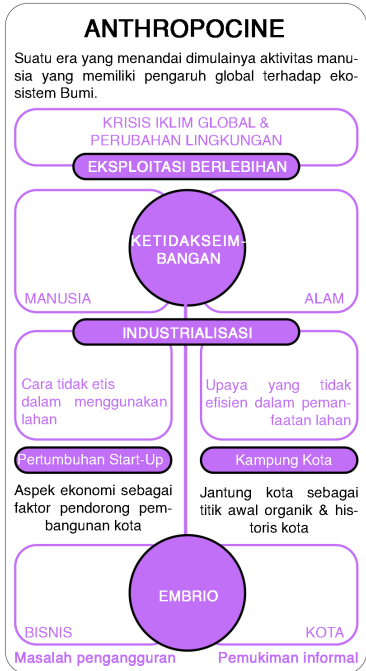 ANTHROPOCINE
Suatu era yang menandai dimulainya aktivitas manu-
sia yang memiliki pengaruh global terhadap eko-
sistem Bumi.
KRISIS IKLIM GLOBAL &
PERUBAHAN LINGKUNGAN
EKSPLOITASI BERLEBIHAN
KETIDAKSEIM-
BANGAN
MANUSIA
ALAM
INDUSTRIALISASI
Cara tidak etis
dalam menggunakan
lahan
Upaya yang tidak
efisien dalam peman-
faatan lahan
Pertumbuhan Start-Up
Kampung Kota
Aspek ekonomi sebagai
faktor pendorong pem-
bangunan kota
Jantung kota sebagai
titik awal organik & his-
toris kota
EMBRIO
BISNIS
KOTA
Masalah pengangguran
Pemukiman informal